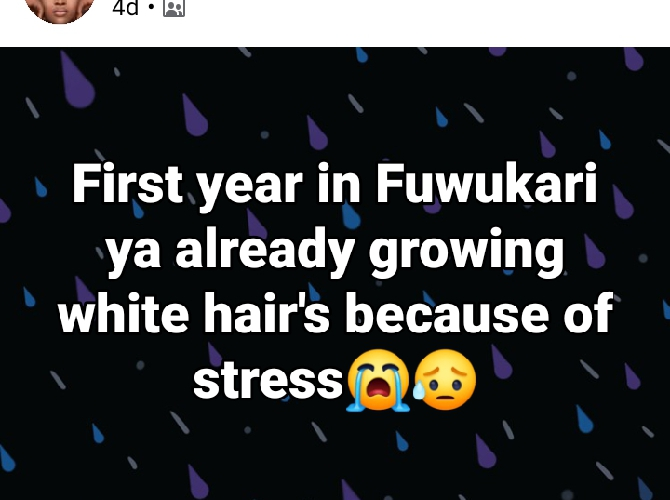 4d •
First year in Fuwukari
ya already growing
white hair's because of
stress😭😥